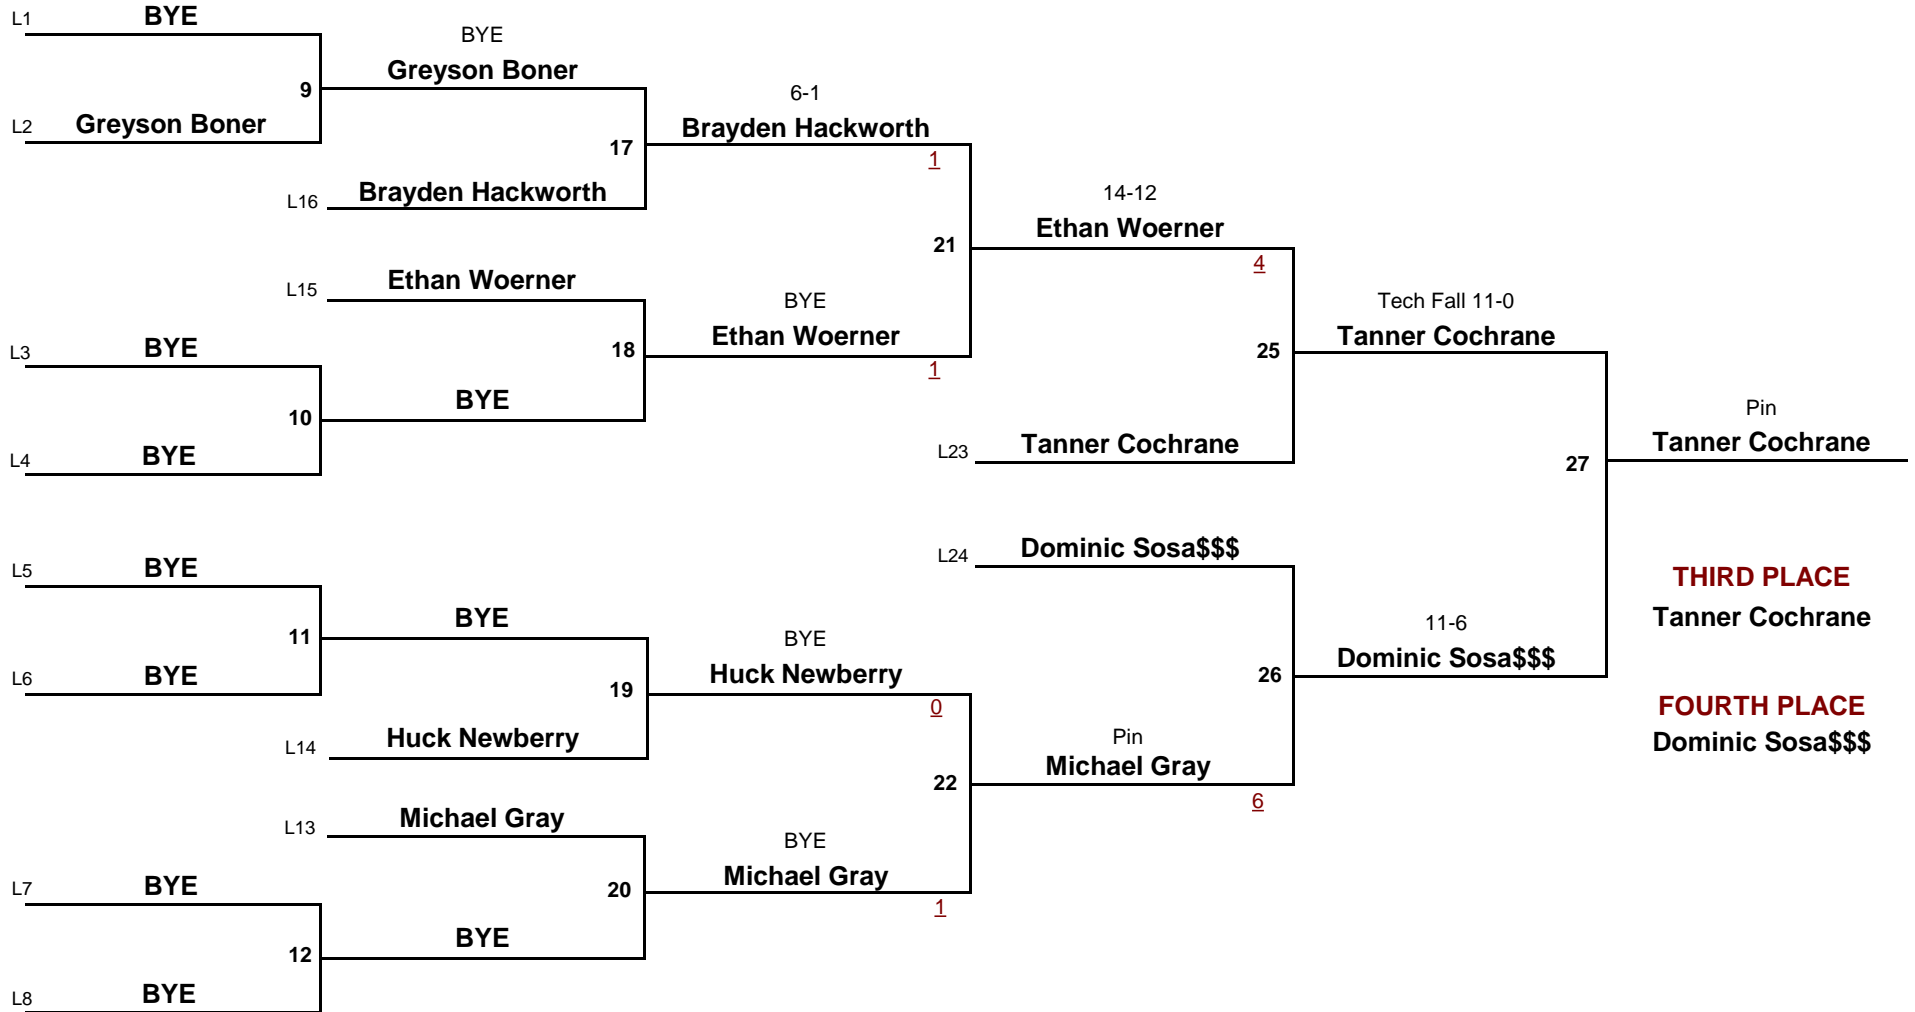 L1 BYE
BYE
Greyson Boner
9
L2 Greyson Boner
6-1
Brayden Hackworth
1
17
L16 Brayden Hackworth
14-12
Ethan Woerner
4
21
L15 Ethan Woerner
BYE
Ethan Woerner
1
18
L3 BYE
BYE
10
L4 BYE
Tech Fall 11-0
Tanner Cochrane
25
L23 Tanner Cochrane
Pin
Tanner Cochrane
27
L24 Dominic Sosa$$$
L5 BYE
BYE
11
L6 BYE
BYE
Huck Newberry
0
19
L14 Huck Newberry
11-6
Dominic Sosa$$$
26
THIRD PLACE
Tanner Cochrane
FOURTH PLACE
Dominic Sosa$$$
Pin
Michael Gray
6
22
L13 Michael Gray
BYE
Michael Gray
1
20
L7 BYE
BYE
12
L8 BYE